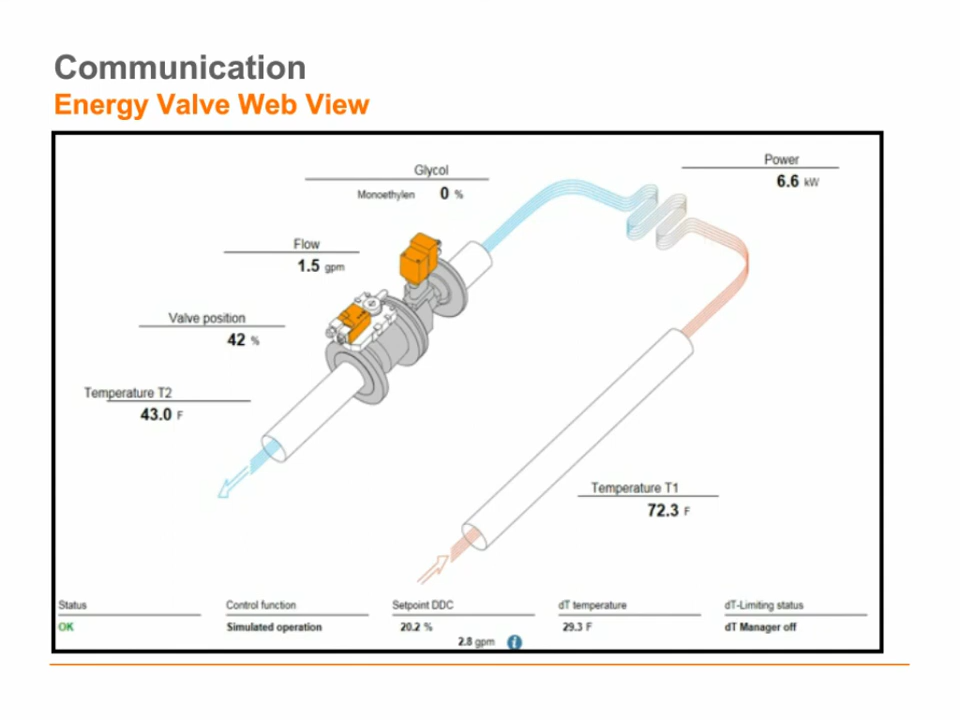 Communication
Energy Valve Web View
Glycol
Monoethylen 0 %
Power
6.6 kW
Flow
1.5 gpm
Valve position
42 %
Temperature T2
43.0 F
Temperature T1
72.3 F
Status
OK
Control function
Simulated operation
Setpoint DDC
20.2 %
2.8 gpm
dT temperature
29.3 F
dT-Limiting status
dT Manager off